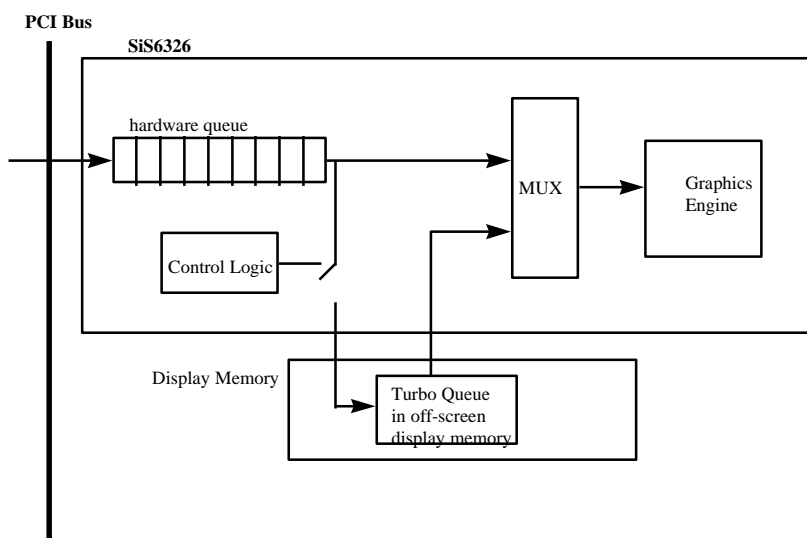 PCI Bus
SiS6326
hardware queue
MUX
Graphics
Engine
Control Logic
Display Memory
Turbo Queue
in off-screen
display memory